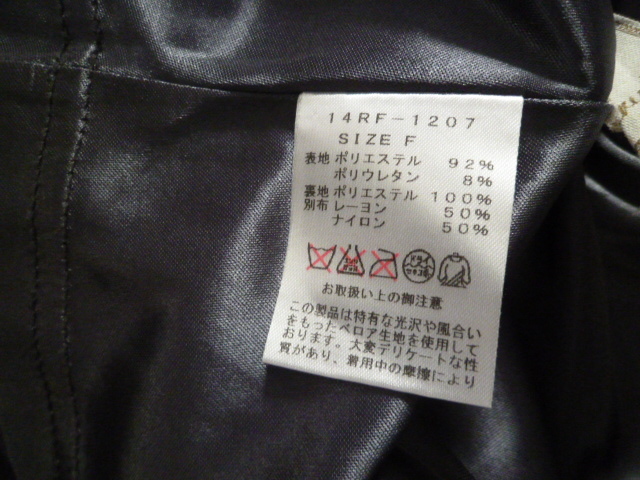 14RF-1207
SIZE F
表地 ポリエステル 92%
ポリウレタン 8%
裏地 ポリエステル 100%
別布 レーヨン 50%
ナイロン 50%
お取扱い上の御注意
この製品は特有な光沢や風合い
をもったベロア生地を使用して
おります。大変デリケートな性
質があり、着用中の摩擦により